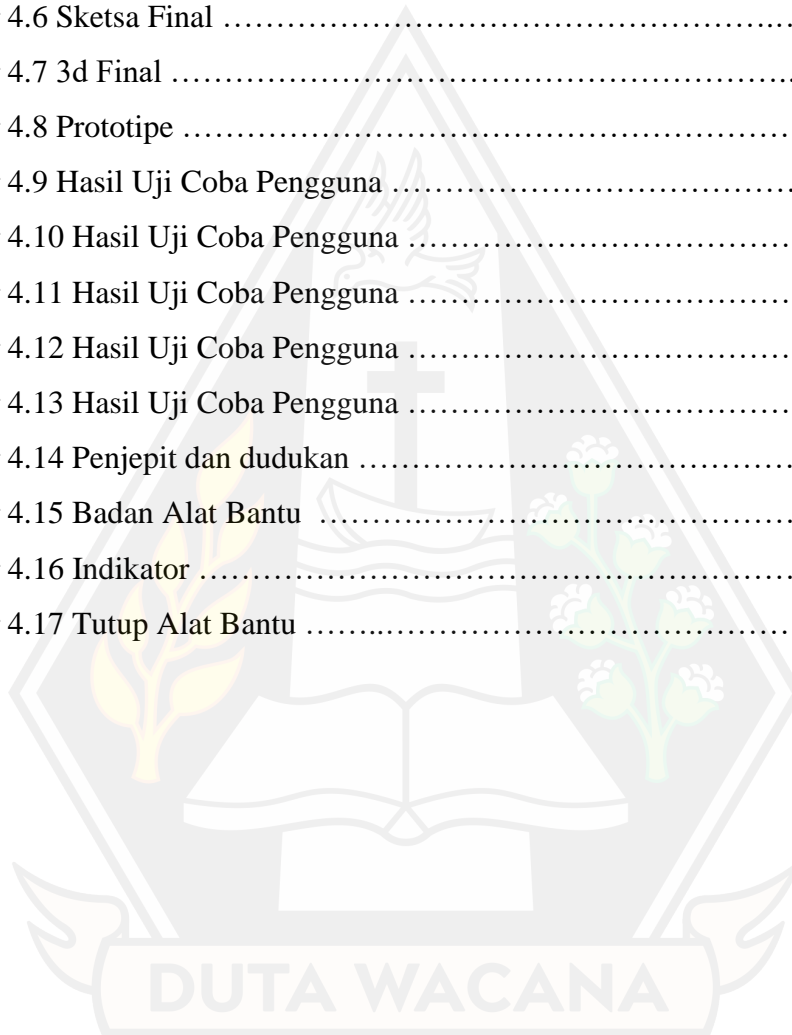 4.6 Sketsa Final ……………………………………………….…
4.7 3d Final ……………………………………………………...
4.8 Prototipe ……………………………………………………
4.9 Hasil Uji Coba Pengguna …………………………………….
4.10 Hasil Uji Coba Pengguna …………………………………
4.11 Hasil Uji Coba Pengguna …………………………………
4.12 Hasil Uji Coba Pengguna …………………………………
4.13 Hasil Uji Coba Pengguna …………………………………
4.14 Penjepit dan dudukan ………………………………………
4.15 Badan Alat Bantu ……….…………………………………
4.16 Indikator ……………………………………………………
4.17 Tutup Alat Bantu ……..……………………………………
DUTA WACANA